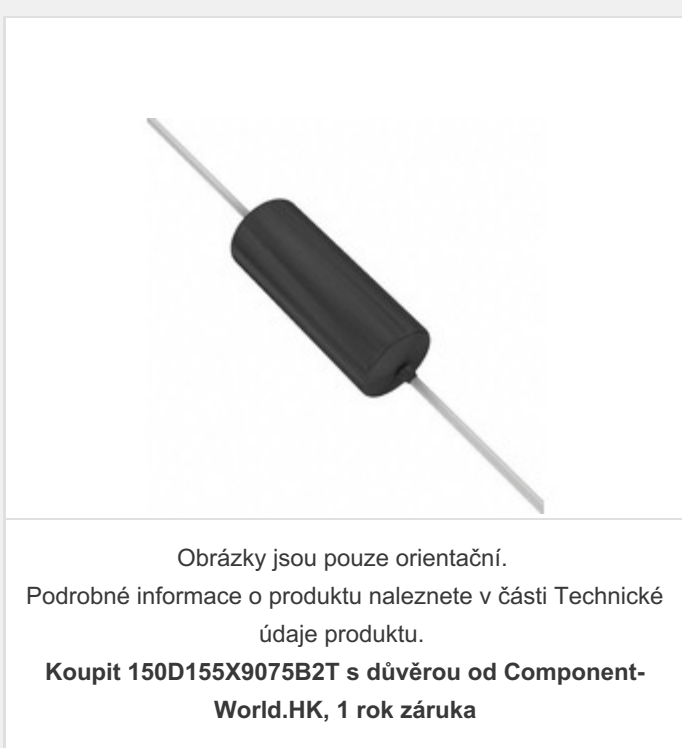 Obrázky jsou pouze orientační.
Podrobné informace o produktu naleznete v části Technické
údaje produktu.
Koupit 150D155X9075B2T s důvěrou od Component-
World.HK, 1 rok záruka